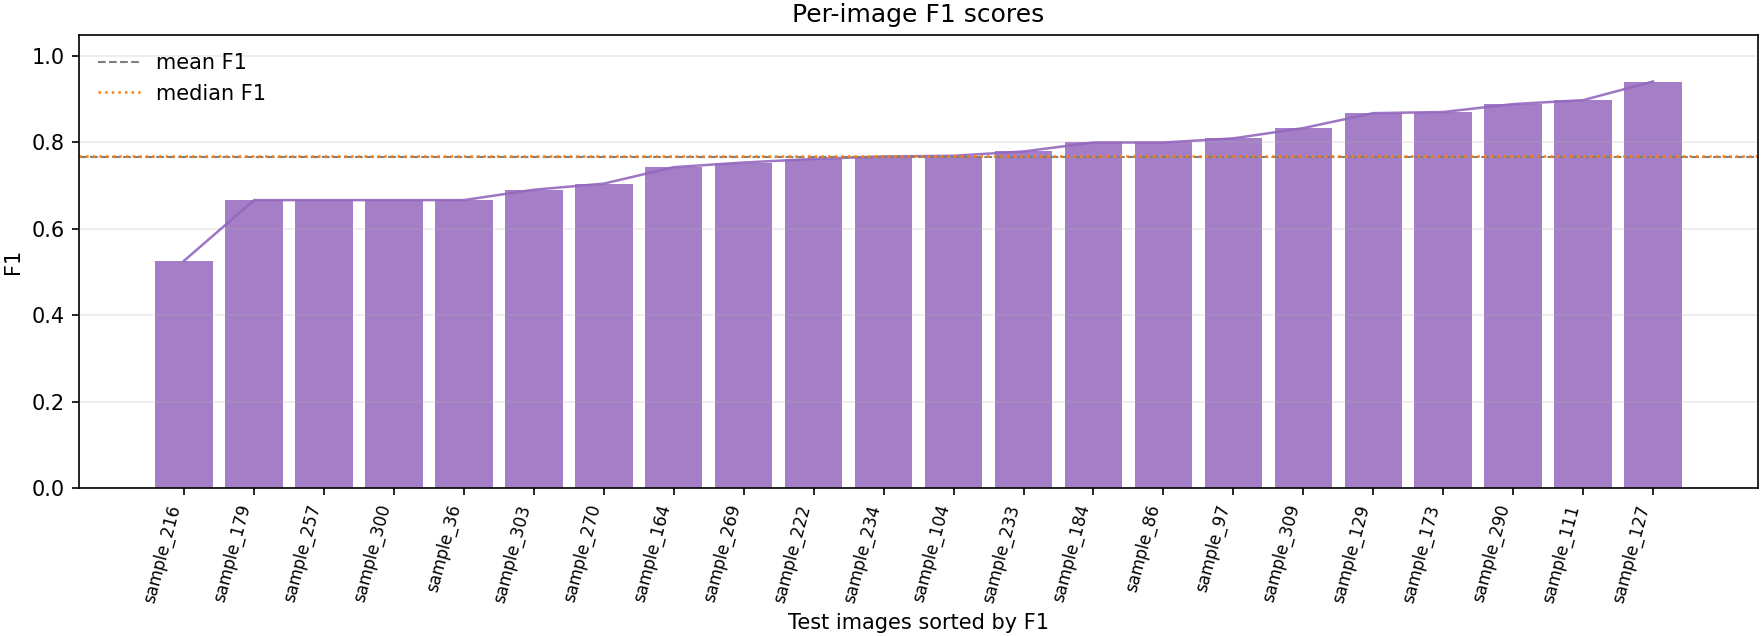 Per-image F1 scores
mean F1
median F1
F1
1.0
0.8
0.6
0.4
0.2
0.0
sample_216
sample_179
sample_257
sample_300
sample_36
sample_303
sample_270
sample_164
sample_269
sample_222
sample_234
sample_104
sample_233
sample_184
sample_86
sample_97
sample_309
sample_129
sample_173
sample_290
sample_111
sample_127
Test images sorted by F1